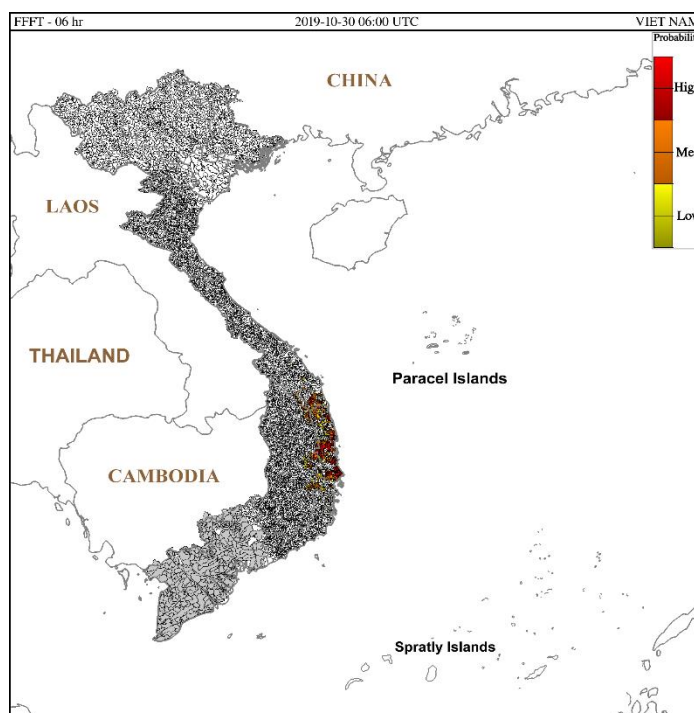 FFFT - 06 hr
2019-10-30 06:00 UTC
VIET NAM
Probabilit
High
Me
Low
CHINA
LAOS
THAILAND
Paracel Islands
CAMBODIA
Spratly Islands